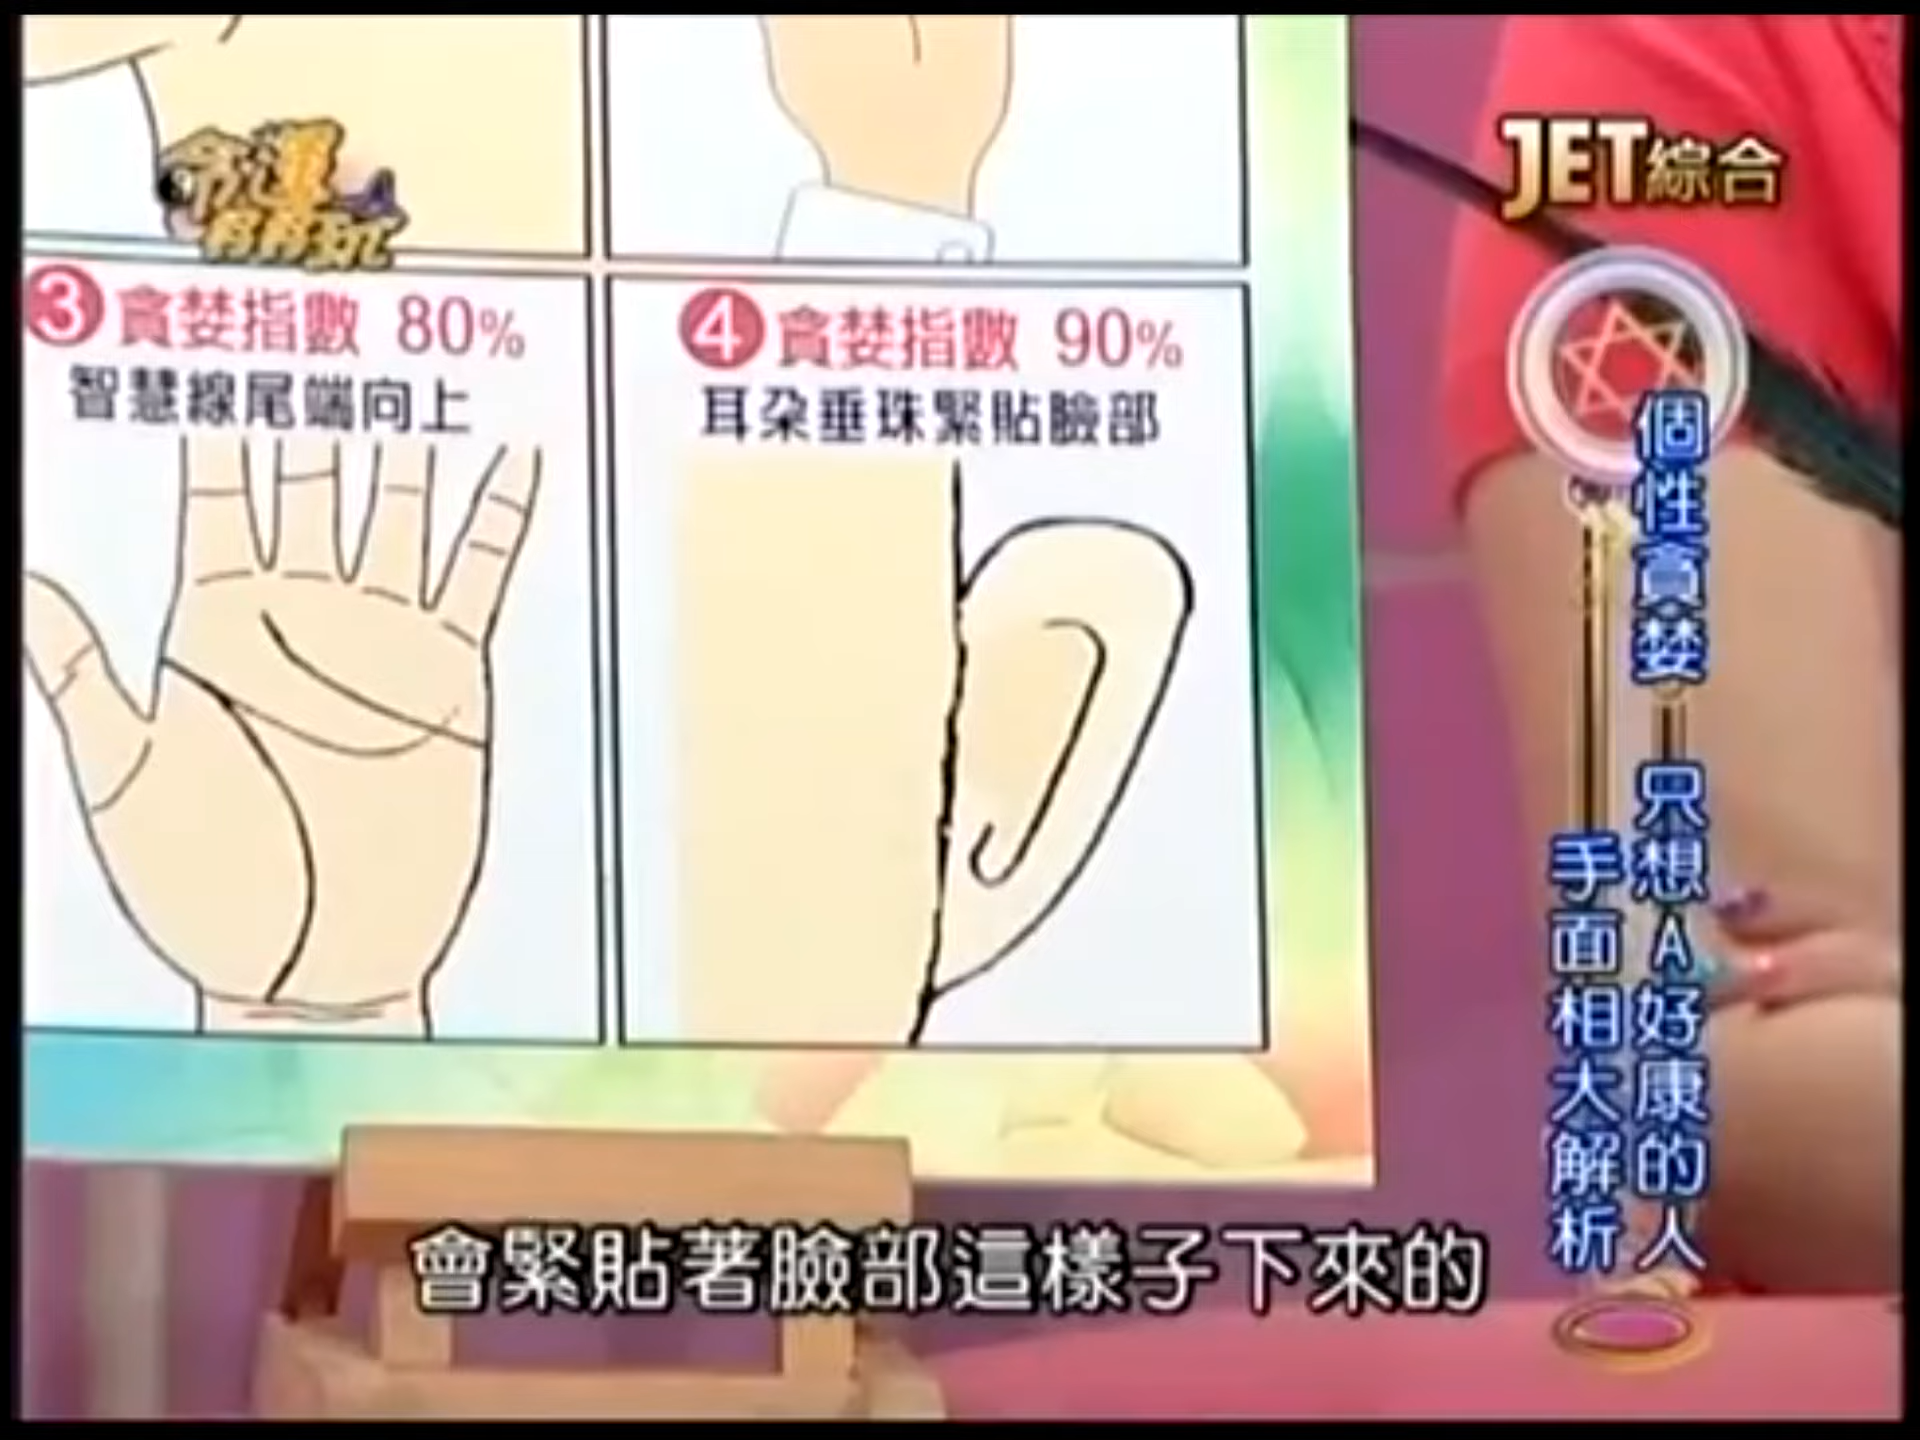 命運好好玩
JET綜合
3 貪婪指數 80%
智慧線尾端向上
4 貪婪指數 90%
耳朵垂珠緊貼臉部
個性貪婪 只想A好康的人
手面相大解析
會緊貼著臉部這樣子下來的